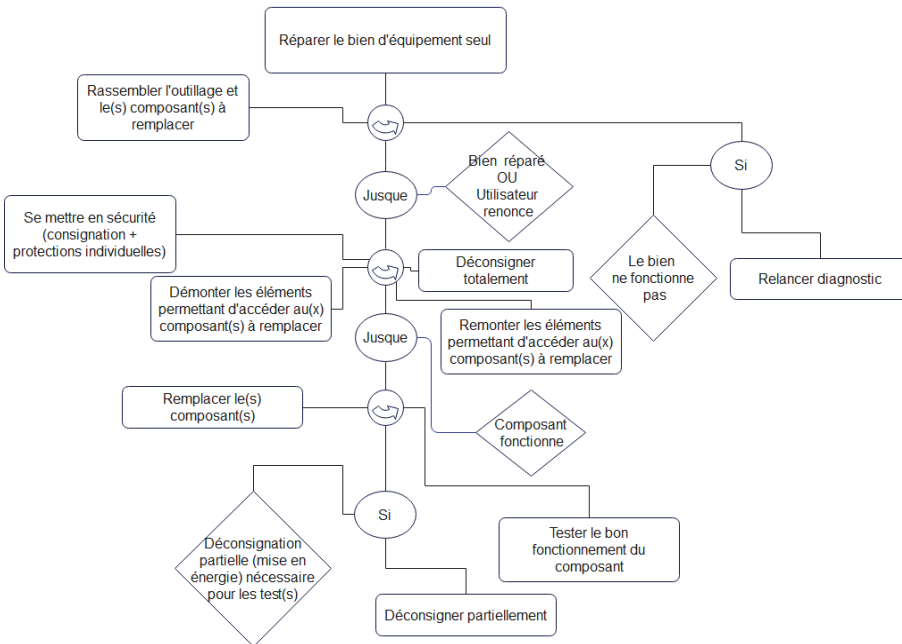 Réparer le bien d'équipement seul
Rassembler l'outillage et
le(s) composant(s) à
remplacer
Bien réparé
OU
Utilisateur
renonce
Si
Jusque
Se mettre en sécurité
(consignation +
protections individuelles)
Déconsigner
totalement
Le bien
ne fonctionne
pas
Relancer diagnostic
Démonter les éléments
permettant d'accéder au(x)
composant(s) à remplacer
Remonter les éléments
permettant d'accéder au(x)
composant(s) à remplacer
Jusque
Remplacer le(s)
composant(s)
Composant
fonctionne
Si
Déconsignation
partielle (mise en
énergie) nécessaire
pour les test(s)
Tester le bon
fonctionnement du
composant
Déconsigner partiellement